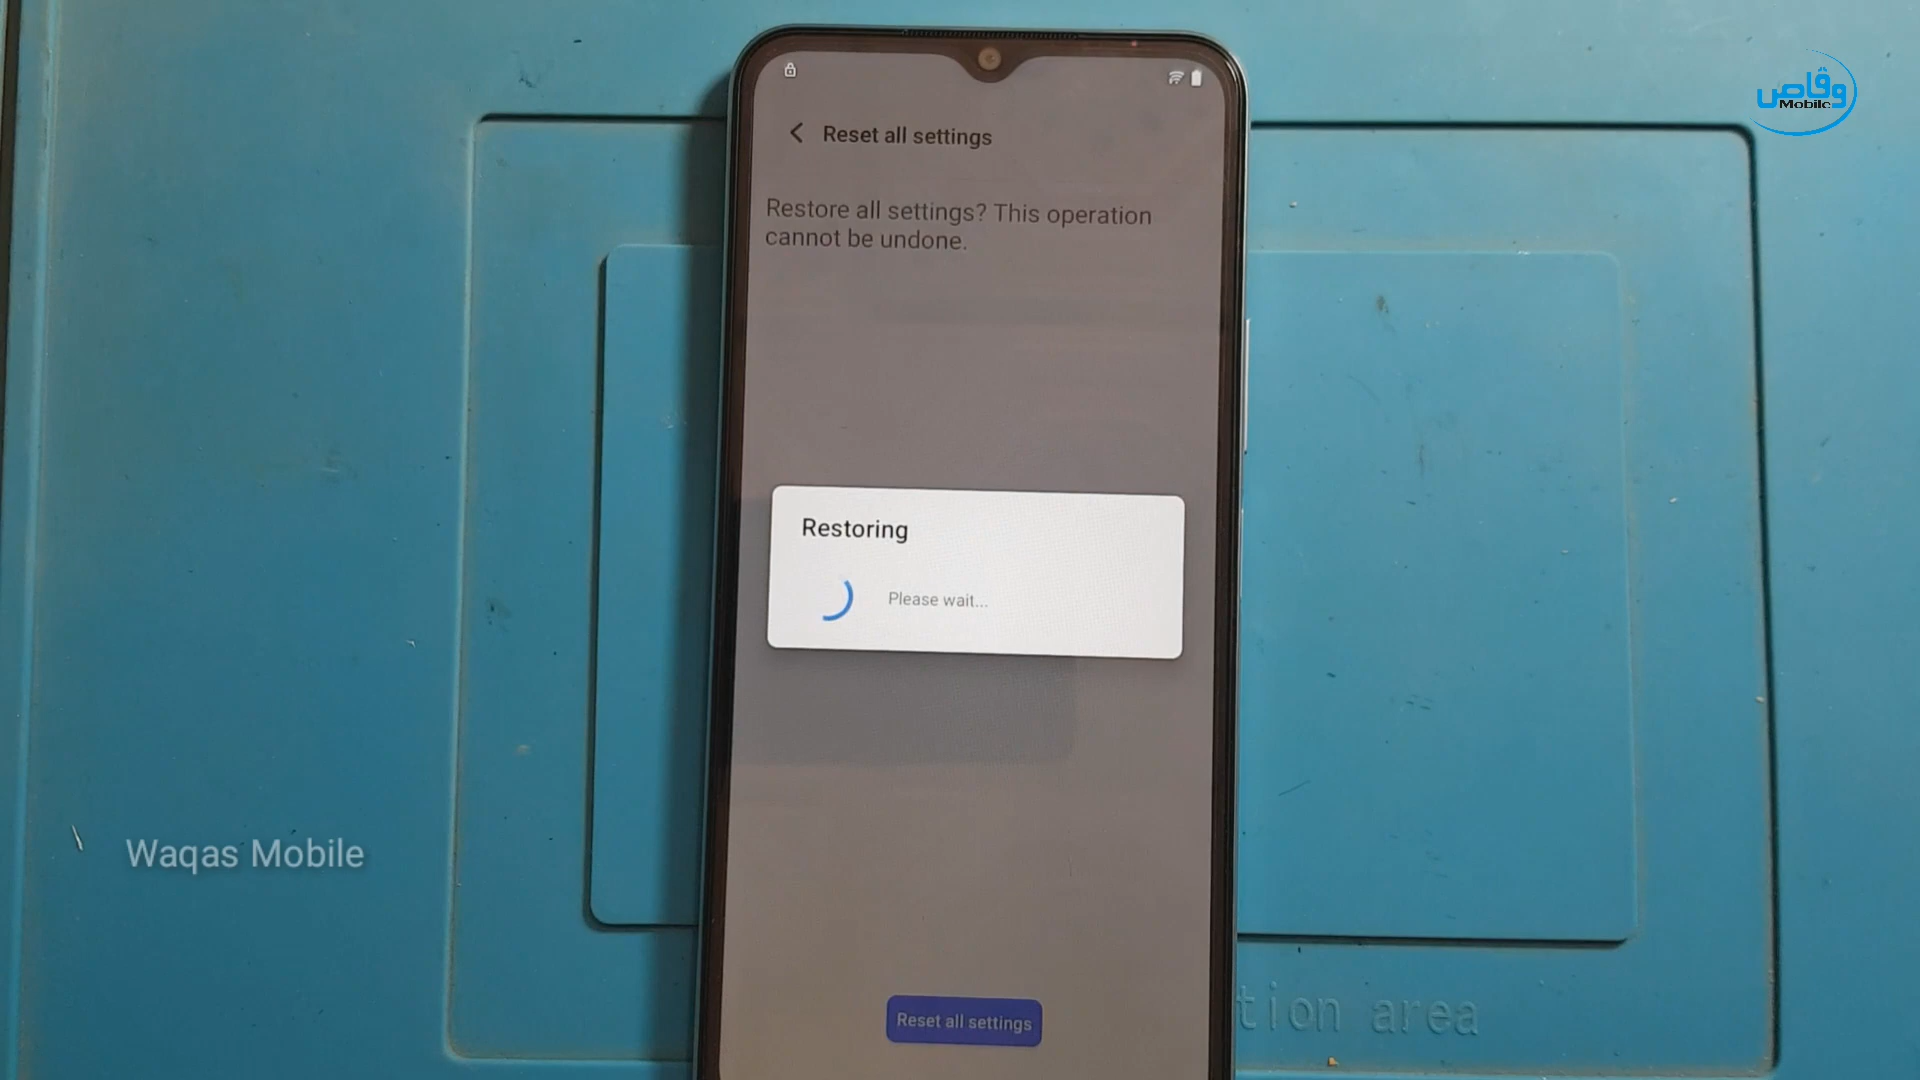 وقاص
Mobile
Reset all settings
Restore all settings? This operation
cannot be undone.
Restoring
Please wait...
Waqas Mobile
Reset all settings
tion area